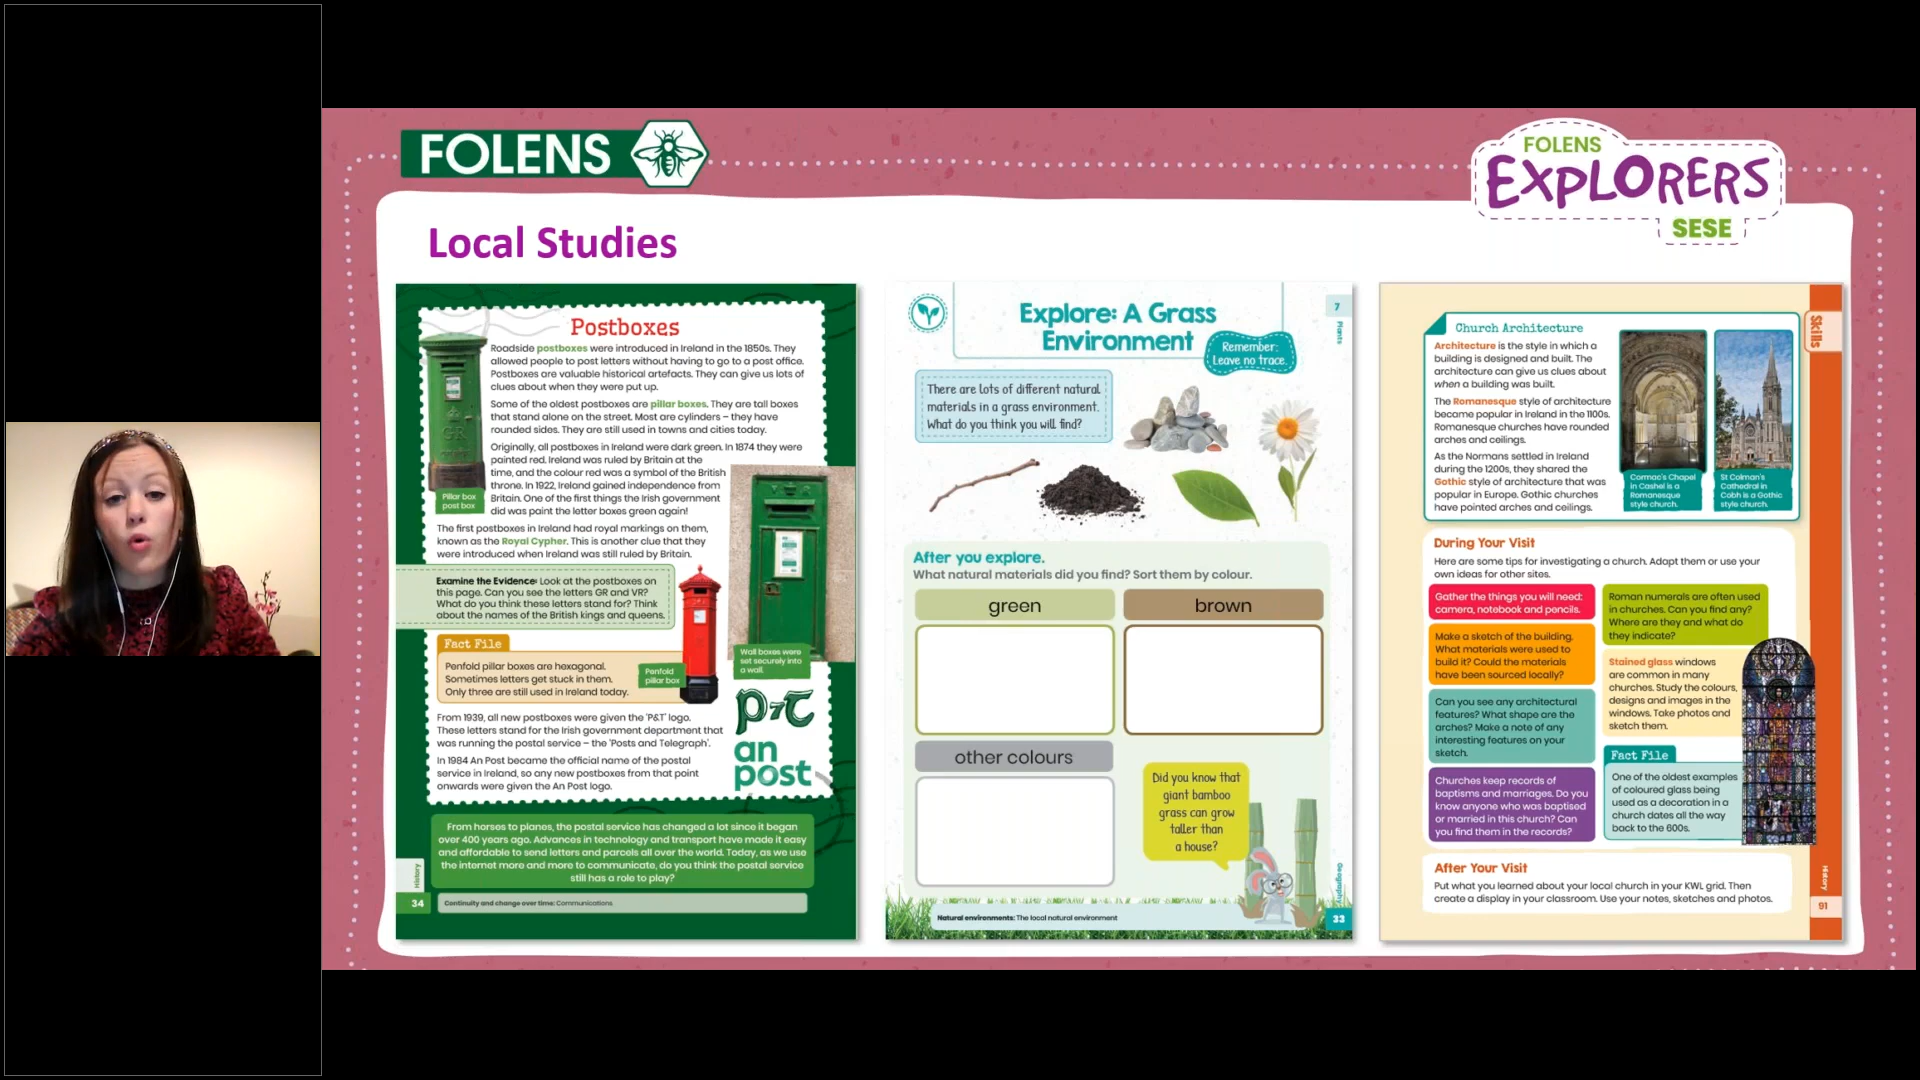 FOLENS
FOLENS
EXPLORERS
SESE
Local Studies
Postboxes
Roadside postboxes were introduced in Ireland in the 1850s. They
allowed people to post letters without having to go to a post office.
Postboxes are valuable historical artefacts. They can give us lots of
clues about when they were put up.
Some of the oldest postboxes are pillar boxes. They are tall boxes
that stand alone on the street. Most are cylinders – they have
rounded sides. They are still used in towns and cities today.
Originally, all postboxes in Ireland were dark green. In 1874 they were
painted red. Ireland was ruled by Britain at the
time, and the colour red was a symbol of the British
throne. In 1922, Ireland gained independence from
Britain. One of the first things the Irish government
did was paint the letter boxes green again!
Pillar box
post box
The first postboxes in Ireland had royal markings on them,
known as the Royal Cypher. This is another clue that they
were introduced when Ireland was still ruled by Britain.
Examine the Evidence: Look at the postboxes on
this page. Can you see the letters GR and VR?
What do you think these letters stand for? Think
about the names of the British kings and queens.
Fact File
Penfold pillar boxes are hexagonal.
Sometimes letters get stuck in them.
Only three are still used in Ireland today.
Penfold
pillar box
Wall boxes were
set securely into
a wall.
From 1939, all new postboxes were given the 'P&T' logo.
These letters stand for the Irish government department that
was running the postal service – the 'Posts and Telegraph'.
In 1984 An Post became the official name of the postal
service in Ireland, so any new postboxes from that point
onwards were given the An Post logo.
P7T
an
post
From horses to planes, the postal service has changed a lot since it began
over 400 years ago. Advances in technology and transport have made it easy
and affordable to send letters and parcels all over the world. Today, as we use
the internet more and more to communicate, do you think the postal service
still has a role to play?
History
34
Continuity and change over time: Communications
Explore: A Grass
Environment
7
Plants
Remember:
Leave no trace.
There are lots of different natural
materials in a grass environment.
What do you think you will find?
After you explore.
What natural materials did you find? Sort them by colour.
green
brown
other colours
Did you know that
giant bamboo
grass can grow
taller than
a house?
Natural environments: The local natural environment
Geography
33
Skills
Church Architecture
Architecture is the style in which a
building is designed and built. The
architecture can give us clues about
when a building was built.
The Romanesque style of architecture
became popular in Ireland in the 1100s.
Romanesque churches have rounded
arches and ceilings.
As the Normans settled in Ireland
during the 1200s, they shared the
Gothic style of architecture that was
popular in Europe. Gothic churches
have pointed arches and ceilings.
Cormac's Chapel
in Cashel is a
Romanesque
style church.
St Colman's
Cathedral in
Cobh is a Gothic
style church.
During Your Visit
Here are some tips for investigating a church. Adapt them or use your
own ideas for other sites.
Gather the things you will need:
camera, notebook and pencils.
Make a sketch of the building.
What materials were used to
build it? Could the materials
have been sourced locally?
Can you see any architectural
features? What shape are the
arches? Make a note of any
interesting features on your
sketch.
Churches keep records of
baptisms and marriages. Do you
know anyone who was baptised
or married in this church? Can
you find them in the records?
Roman numerals are often used
in churches. Can you find any?
Where are they and what do
they indicate?
Stained glass windows
are common in many
churches. Study the colours,
designs and images in the
windows. Take photos and
sketch them.
Fact File
One of the oldest examples
of coloured glass being
used as a decoration in a
church dates all the way
back to the 600s.
After Your Visit
Put what you learned about your local church in your KWL grid. Then
create a display in your classroom. Use your notes, sketches and photos.
History
91